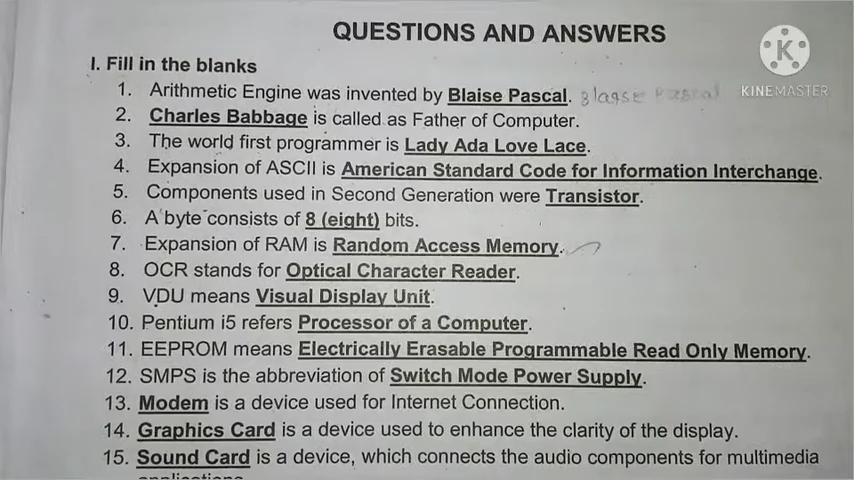 QUESTIONS AND ANSWERS
K
KINEMASTER
I. Fill in the blanks
1. Arithmetic Engine was invented by Blaise Pascal. Blaise Pascal
2. Charles Babbage is called as Father of Computer.
3. The world first programmer is Lady Ada Love Lace.
4. Expansion of ASCII is American Standard Code for Information Interchange.
5. Components used in Second Generation were Transistor.
6. A byte consists of 8 (eight) bits.
7. Expansion of RAM is Random Access Memory.
8. OCR stands for Optical Character Reader.
9. VDU means Visual Display Unit.
10. Pentium i5 refers Processor of a Computer.
11. EEPROM means Electrically Erasable Programmable Read Only Memory.
12. SMPS is the abbreviation of Switch Mode Power Supply.
13. Modem is a device used for Internet Connection.
14. Graphics Card is a device used to enhance the clarity of the display.
15. Sound Card is a device, which connects the audio components for multimedia